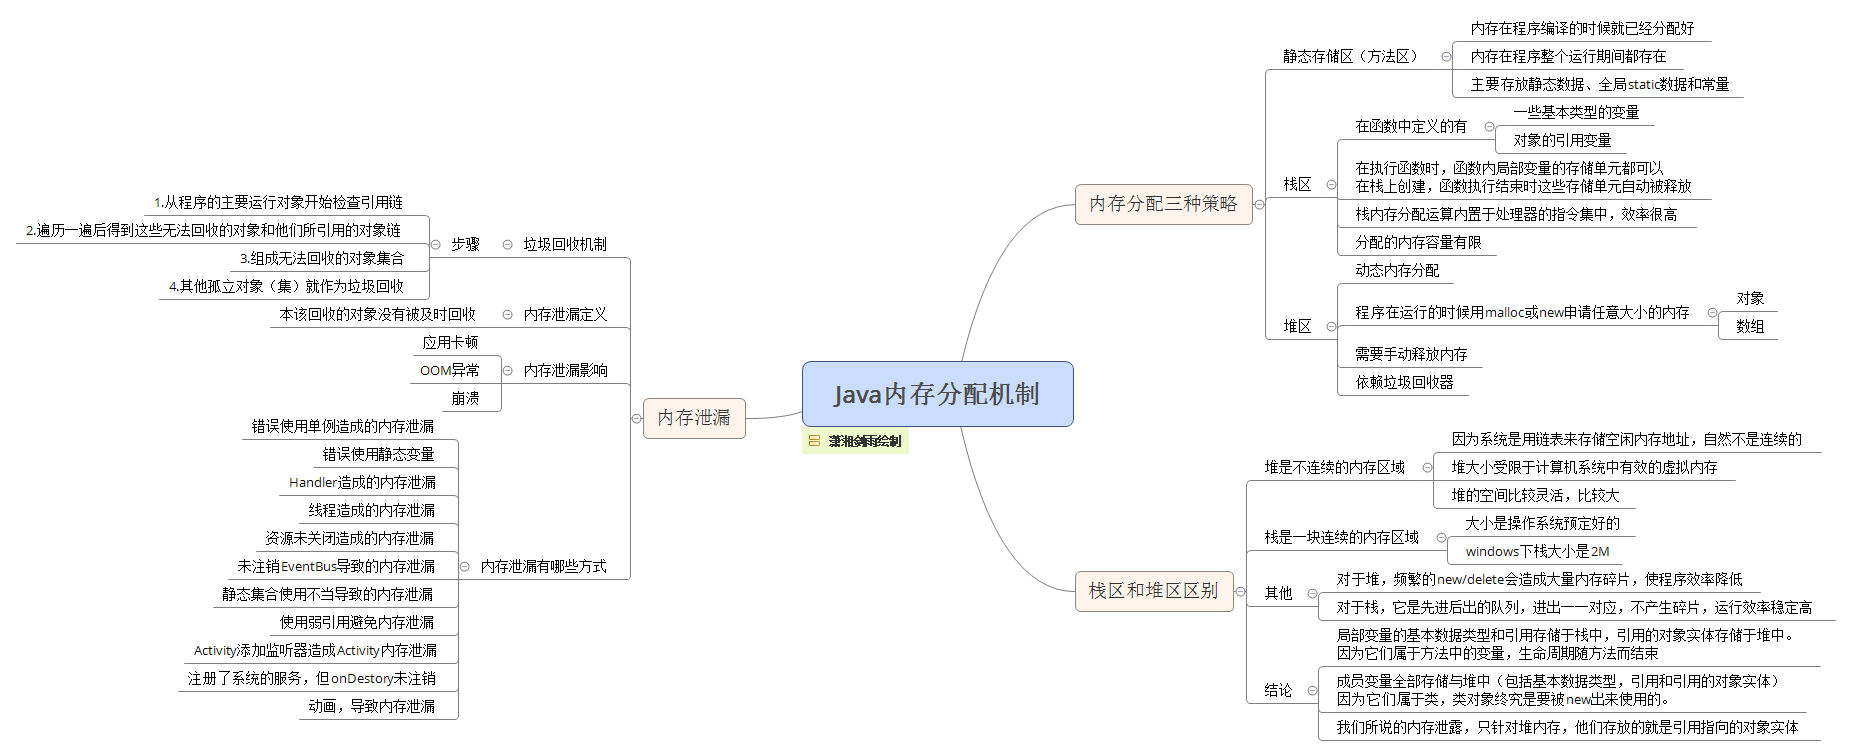 Java内存分配机制
潇湘剑雨绘制
内存分配三种策略
静态存储区（方法区）
内存在程序编译的时候就已经分配好
内存在程序整个运行期间都存在
主要存放静态数据、全局static数据和常量
栈区
在函数中定义的有
一些基本类型的变量
对象的引用变量
在执行函数时，函数内局部变量的存储单元都可以
在栈上创建，函数执行结束时这些存储单元自动被释放
栈内存分配运算内置于处理器的指令集中，效率很高
分配的内存容量有限
堆区
动态内存分配
程序在运行的时候用malloc或new申请任意大小的内存
对象
数组
需要手动释放内存
依赖垃圾回收器
栈区和堆区区别
堆是不连续的内存区域
因为系统是用链表来存储空闲内存地址，自然不是连续的
堆大小受限于计算机系统中有效的虚拟内存
堆的空间比较灵活，比较大
栈是一块连续的内存区域
大小是操作系统预定好的
windows下栈大小是2M
其他
对于堆，频繁的new/delete会造成大量内存碎片，使程序效率降低
对于栈，它是先进后出的队列，进出一一对应，不产生碎片，运行效率稳定高
结论
局部变量的基本数据类型和引用存储于栈中，引用的对象实体存储于堆中。
因为它们属于方法中的变量，生命周期随方法而结束
成员变量全部存储与堆中（包括基本数据类型，引用和引用的对象实体）
因为它们属于类，类对象终究是要被new出来使用的。
我们所说的内存泄露，只针对堆内存，他们存放的就是引用指向的对象实体
内存泄漏
垃圾回收机制
步骤
1.从程序的主要运行对象开始检查引用链
2.遍历一遍后得到这些无法回收的对象和他们所引用的对象链
3.组成无法回收的对象集合
4.其他孤立对象（集）就作为垃圾回收
内存泄漏定义
本该回收的对象没有被及时回收
内存泄漏影响
应用卡顿
OOM异常
崩溃
内存泄漏有哪些方式
错误使用单例造成的内存泄漏
错误使用静态变量
Handler造成的内存泄漏
线程造成的内存泄漏
资源未关闭造成的内存泄漏
未注销EventBus导致的内存泄漏
静态集合使用不当导致的内存泄漏
使用弱引用避免内存泄漏
Activity添加监听器造成Activity内存泄漏
注册了系统的服务，但onDestory未注销
动画，导致内存泄漏